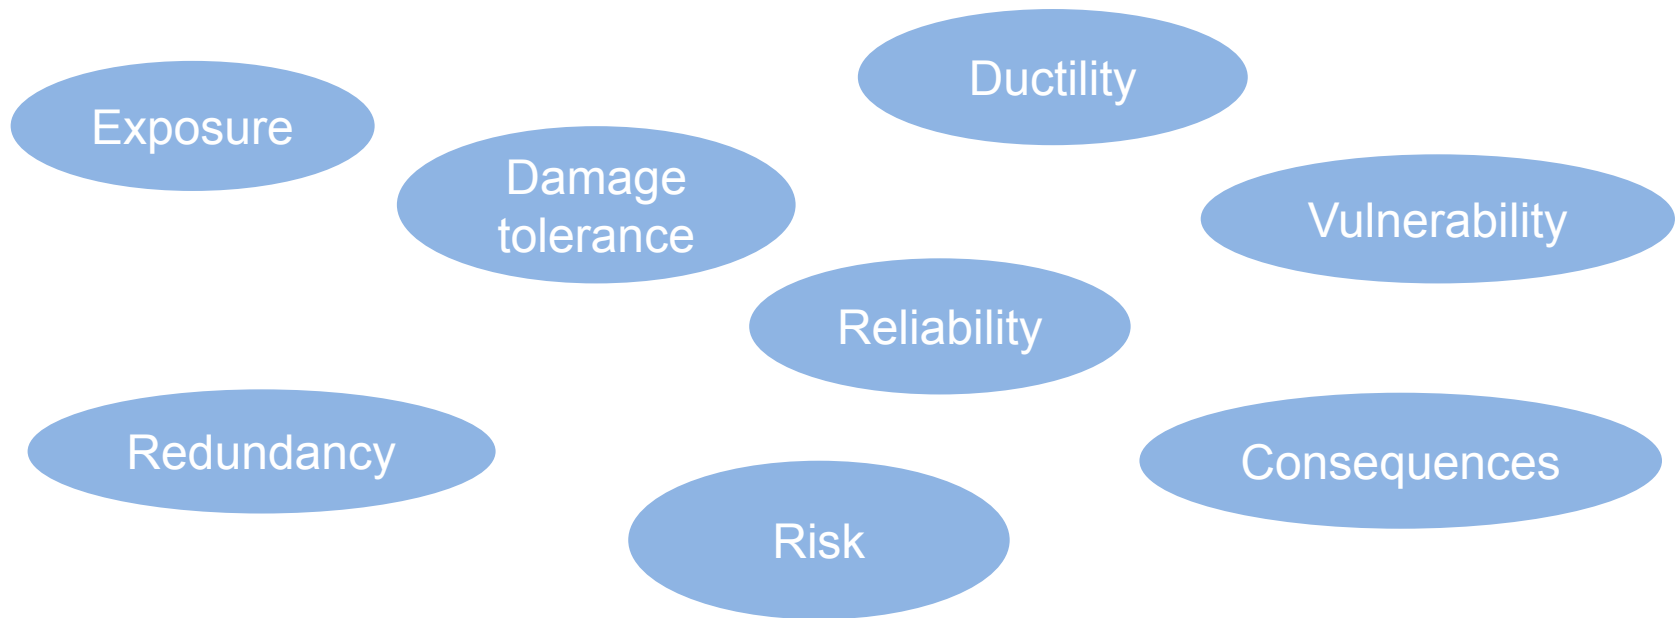 Ductility
Exposure
Damage
tolerance
Vulnerability
Reliability
Redundancy
Consequences
Risk